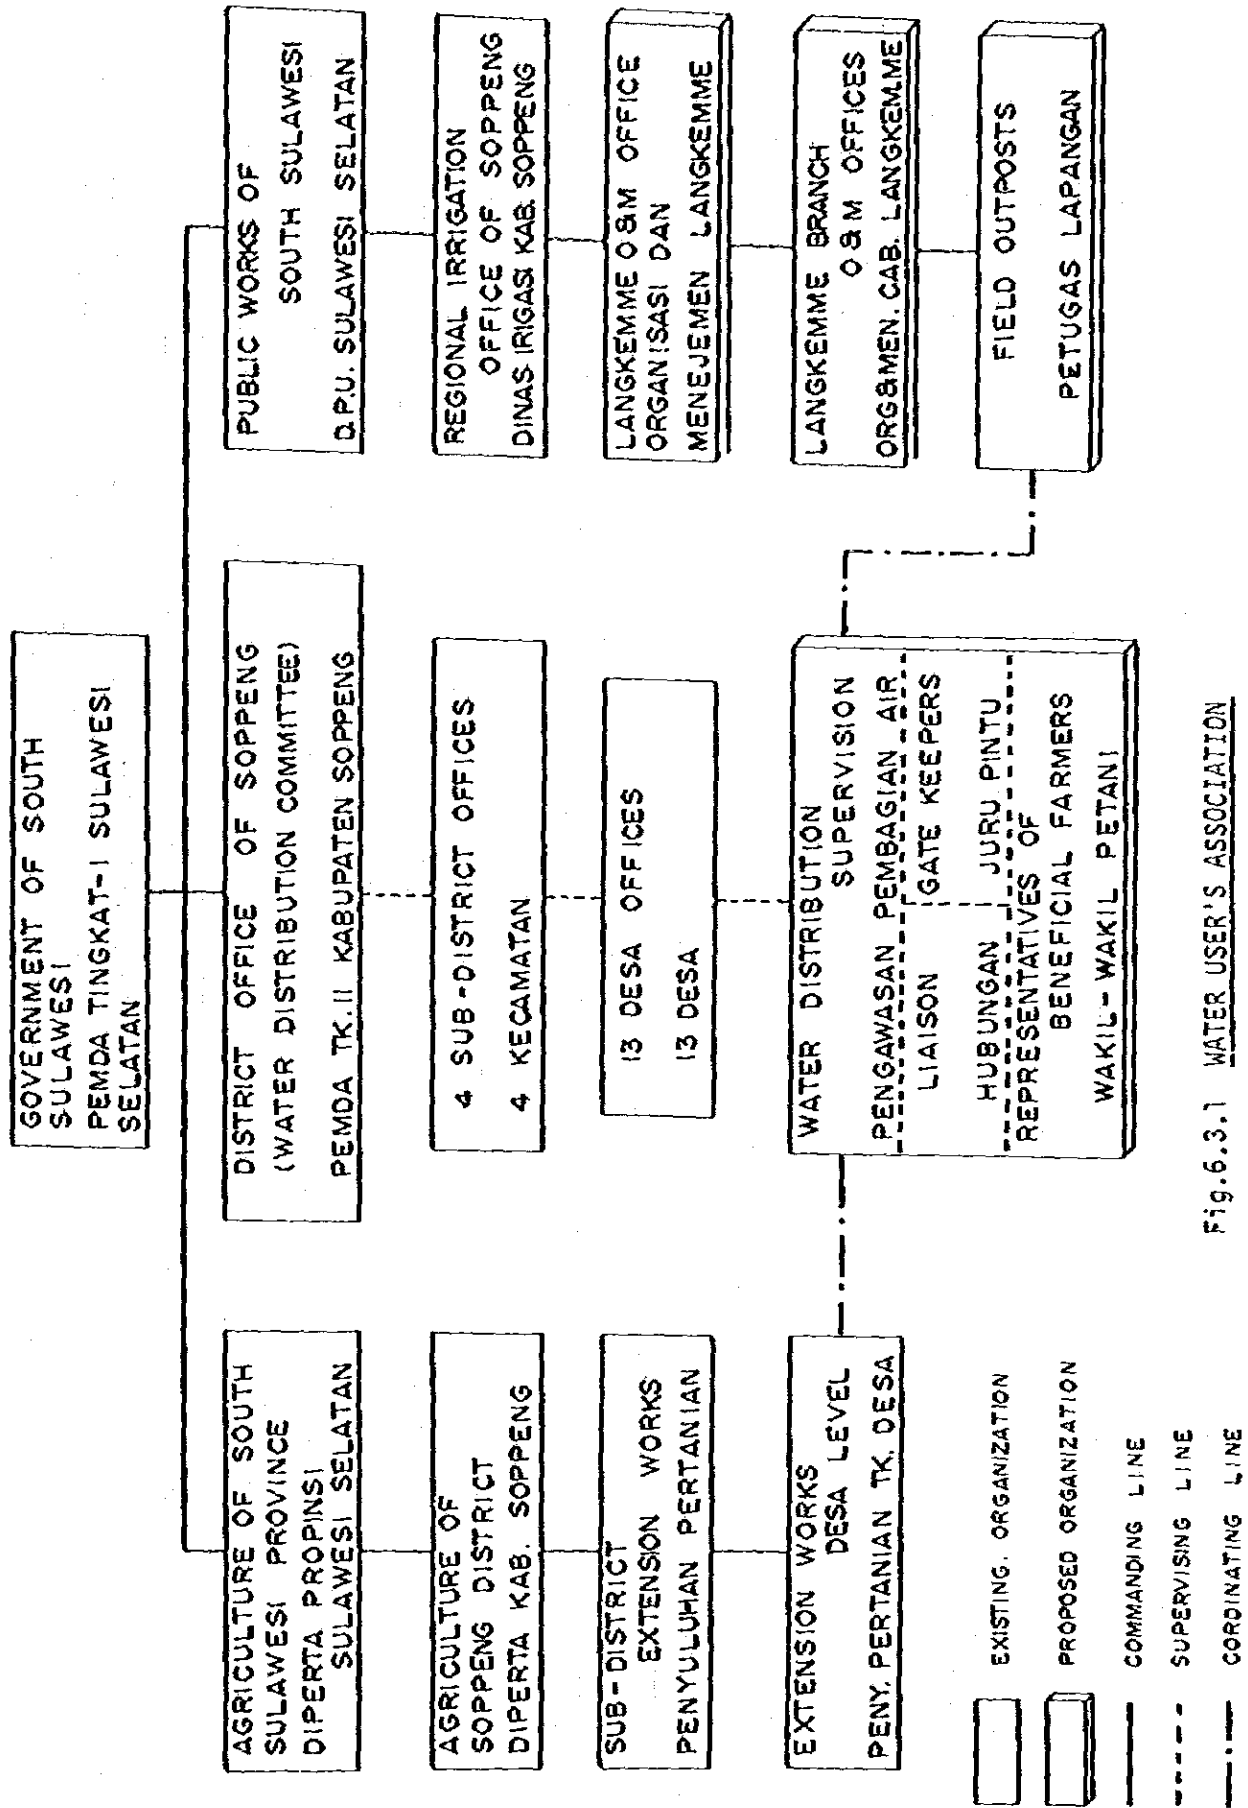 GOVERNMENT OF SOUTH
SULAWESI
PEMDA TINGKAT-I SULAWESI
SELATAN
AGRICULTURE OF SOUTH
SULAWESI PROVINCE
DIPERTA PROPINSI
SULAWESI SELATAN
DISTRICT OFFICE OF SOPPENG
(WATER DISTRIBUTION COMMITTEE)
PEMDA TK.II KABUPATEN SOPPENG
PUBLIC WORKS OF
SOUTH SULAWESI
D.P.U. SULAWESI SELATAN
AGRICULTURE OF
SOPPENG DISTRICT
DIPERTA KAB. SOPPENG
4 SUB-DISTRICT OFFICES
4 KECAMATAN
REGIONAL IRRIGATION
OFFICE OF SOPPENG
DINAS IRIGASI KAB. SOPPENG
SUB-DISTRICT
EXTENSION WORKS
PENYULUHAN PERTANIAN
13 DESA OFFICES
13 DESA
LANGKEMME O&M OFFICE
ORGANISASI DAN
MENEJEMEN LANGKEMME
EXTENSION WORKS
DESA LEVEL
PENY. PERTANIAN TK. DESA
WATER DISTRIBUTION
SUPERVISION
PENGAWASAN PEMBAGIAN AIR
LIAISON GATE KEEPERS
HUBUNGAN JURU PINTU
REPRESENTATIVES OF
BENEFICIAL FARMERS
WAKIL-WAKIL PETANI
LANGKEMME BRANCH
O&M OFFICES
ORG&MEN. CAB. LANGKEMME
FIELD OUTPOSTS
PETUGAS LAPANGAN
EXISTING. ORGANIZATION
PROPOSED ORGANIZATION
COMMANDING LINE
SUPERVISING LINE
CORDINATING LINE
Fig.6.3.1 WATER USER'S ASSOCIATION